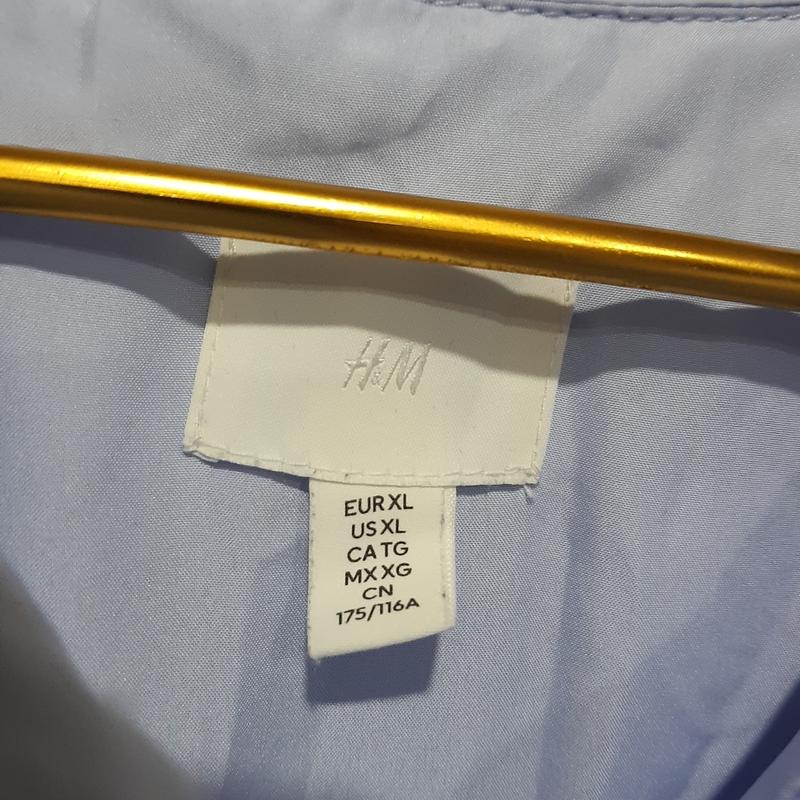 H&M
EUR XL
US XL
CA TG
MX XG
CN
175/116A